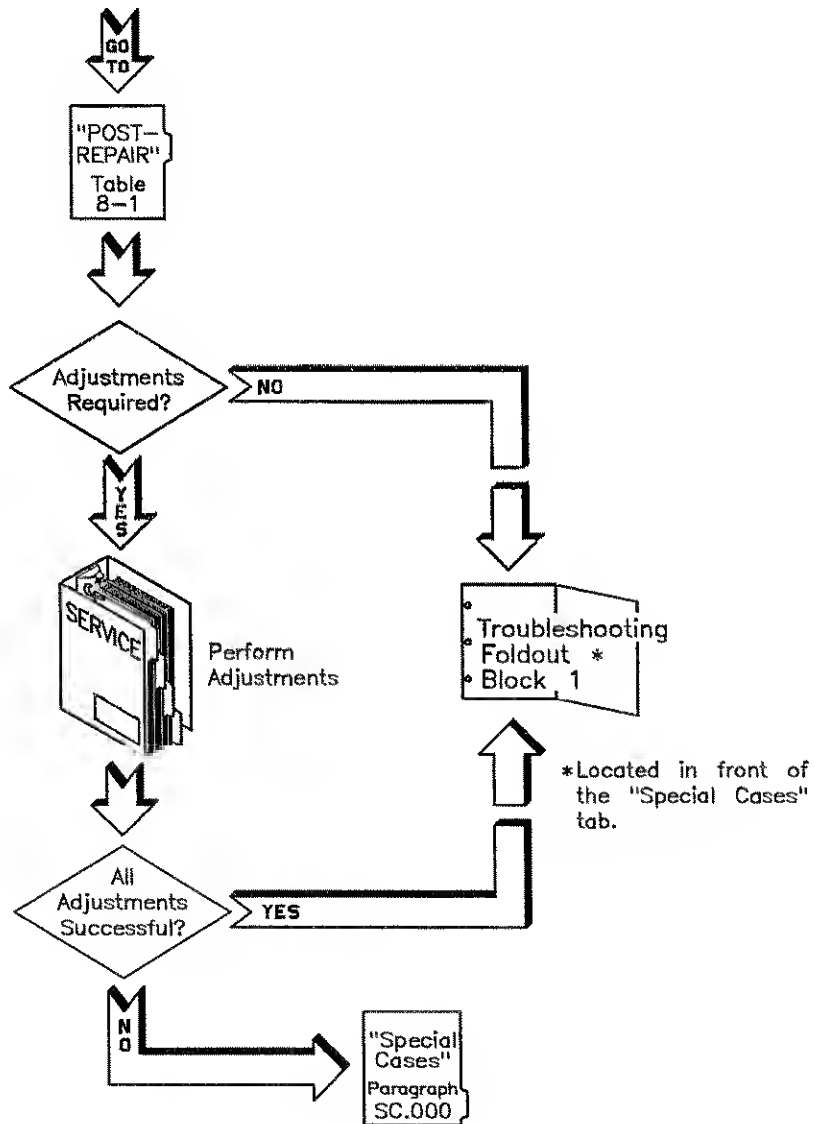 GO
TO
"POST-
REPAIR"
Table
8-1
Adjustments
Required?
NO
YES
SERVICE
Perform
Adjustments
Troubleshooting
Foldout *
Block 1
*Located in front of
the "Special Cases"
tab.
All
Adjustments
Successful?
YES
NO
"Special
Cases"
Paragraph
SC.000